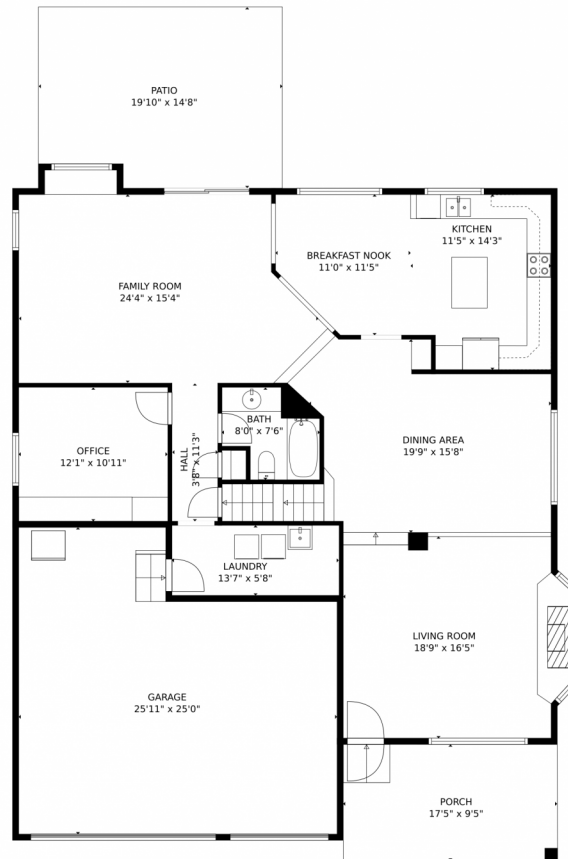 PATIO
19'10" x 14'8"
KITCHEN
11'5" x 14'3"
BREAKFAST NOOK
11'0" x 11'5"
FAMILY ROOM
24'4" x 15'4"
BATH
8'0" x 7'6"
DINING AREA
19'9" x 15'8"
OFFICE
12'1" x 10'11"
HALL
3'8" x 11'3"
LAUNDRY
13'7" x 5'8"
LIVING ROOM
18'9" x 16'5"
GARAGE
25'11" x 25'0"
PORCH
17'5" x 9'5"